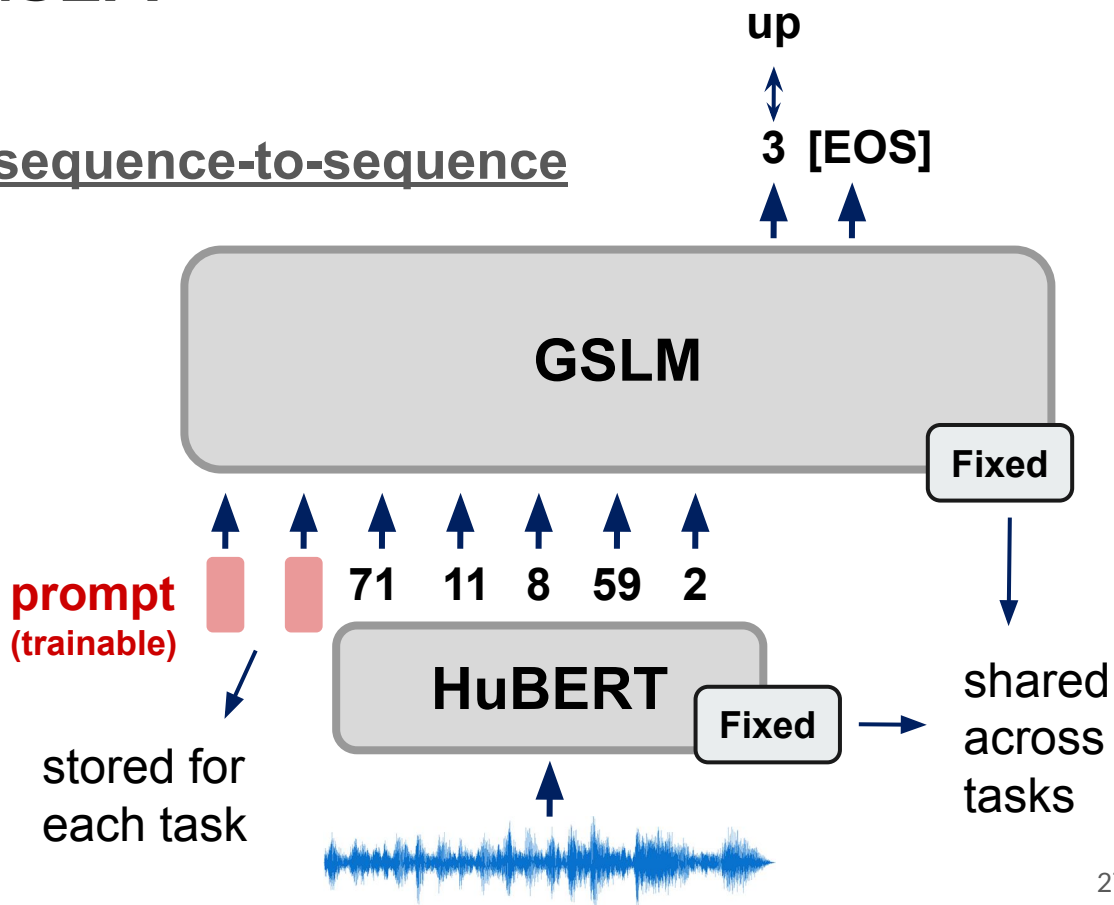 up
3 [EOS]
sequence-to-sequence
GSLM
Fixed
prompt
(trainable)
71 11 8 59 2
HuBERT
Fixed
stored for
each task
shared
across
tasks